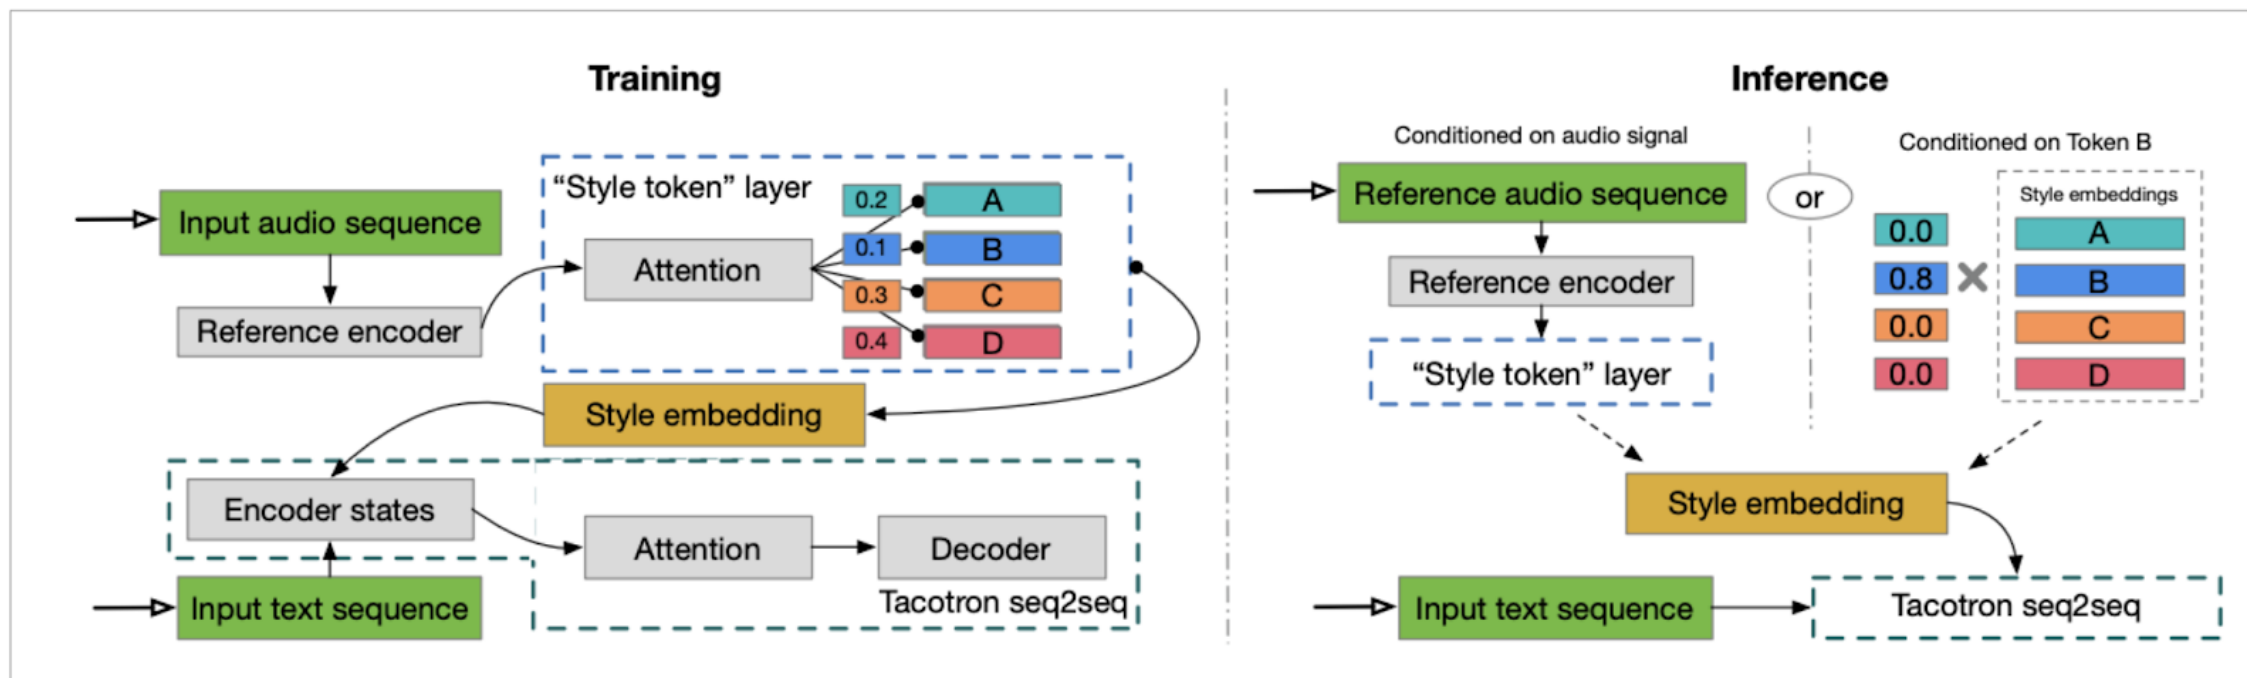 Training
“Style token” layer
Input audio sequence
Reference encoder
Attention
0.2
A
0.1
B
0.3
C
0.4
D
Style embedding
Encoder states
Attention
Decoder
Tacotron seq2seq
Input text sequence
Inference
Conditioned on audio signal
Reference audio sequence
Reference encoder
“Style token” layer
or
Conditioned on Token B
Style embeddings
0.0
A
0.8
B
0.0
C
0.0
D
Style embedding
Input text sequence
Tacotron seq2seq